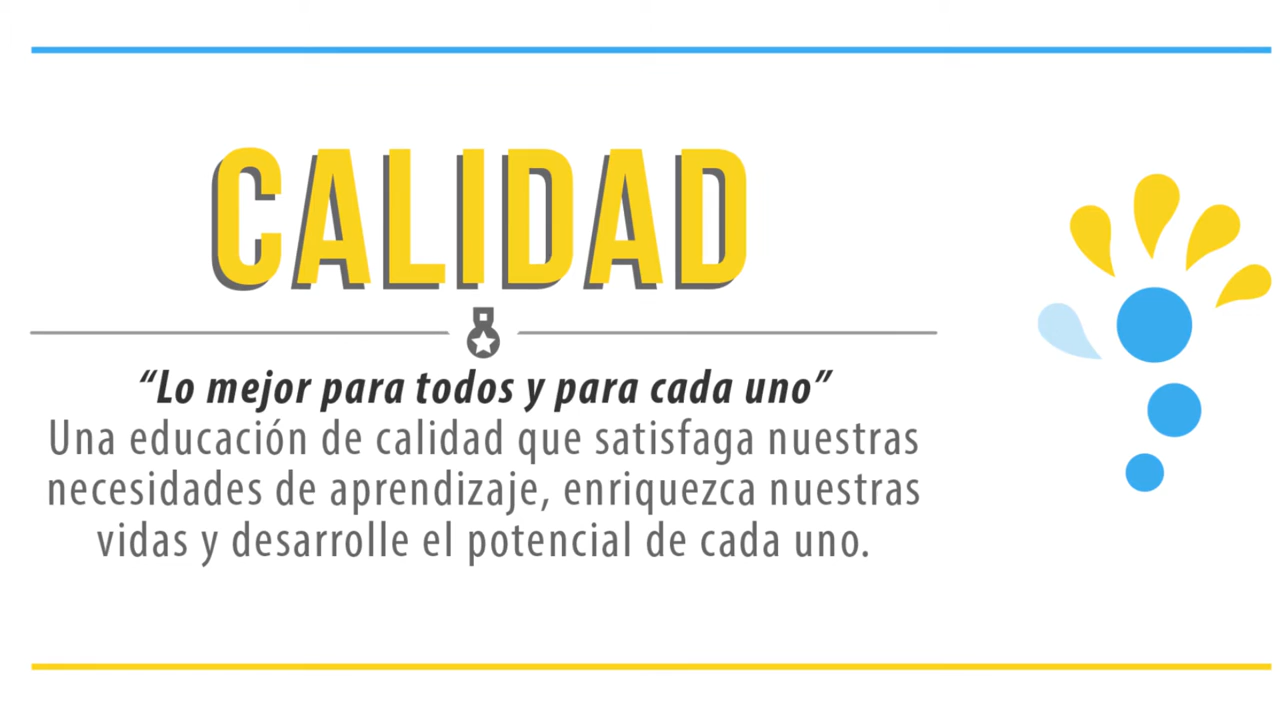 CALIDAD
“Lo mejor para todos y para cada uno”
Una educación de calidad que satisfaga nuestras
necesidades de aprendizaje, enriquezca nuestras
vidas y desarrolle el potencial de cada uno.